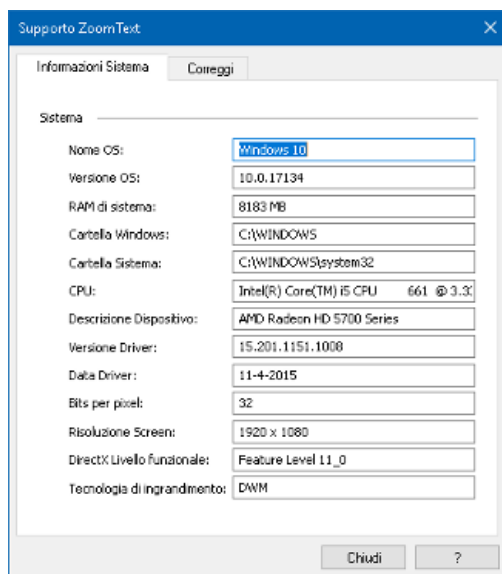 Supporto ZoomText
Informazioni Sistema Correggi
Sistema
Nome OS: Windows 10
Versione OS: 10.0.17134
RAM di sistema: 8183 MB
Cartella Windows: C:\WINDOWS
Cartella Sistema: C:\WINDOWS\system32
CPU: Intel(R) Core(TM) i5 CPU 661 @ 3.3
Descrizione Dispositivo: AMD Radeon HD 5700 Series
Versione Driver: 15.201.1151.1008
Data Driver: 11-4-2015
Bits per pixel: 32
Risoluzione Screen: 1920 x 1080
DirectX Livello funzionale: Feature Level 11_0
Tecnologia di ingrandimento: DWM
Chiudi ?